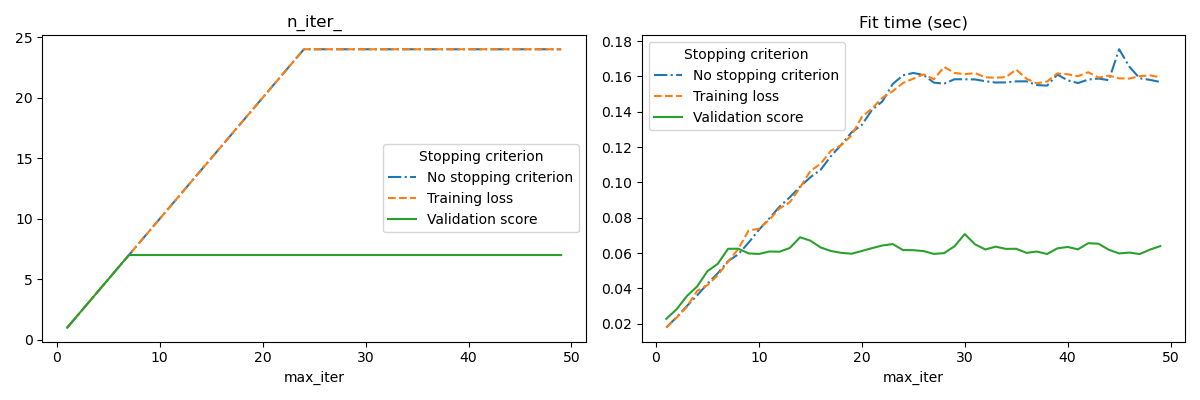 n_iter_
25
20
15
10
5
0
0
10
20
30
40
50
max_iter
Stopping criterion
No stopping criterion
Training loss
Validation score
Fit time (sec)
0.18
0.16
0.14
0.12
0.10
0.08
0.06
0.04
0.02
0
10
20
30
40
50
max_iter
Stopping criterion
No stopping criterion
Training loss
Validation score